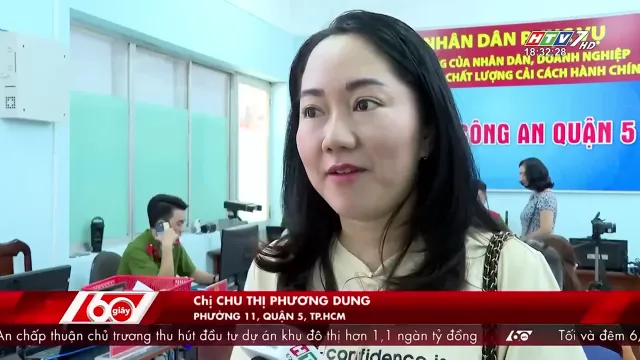 HTV7 HD
18:32:28
NHÂN DÂN PHỤC VỤ
CỦA NHÂN DÂN, DOANH NGHIỆP
CHẤT LƯỢNG CẢI CÁCH HÀNH CHÍN
CÔNG AN QUẬN 5
60 giây
Chị CHU THỊ PHƯƠNG DUNG
PHƯỜNG 11, QUẬN 5, TP.HCM
An chấp thuận chủ trương thu hút đầu tư dự án khu đô thị hơn 1,1 ngàn tỷ đồng
60
Tối và đêm 6
confidence is